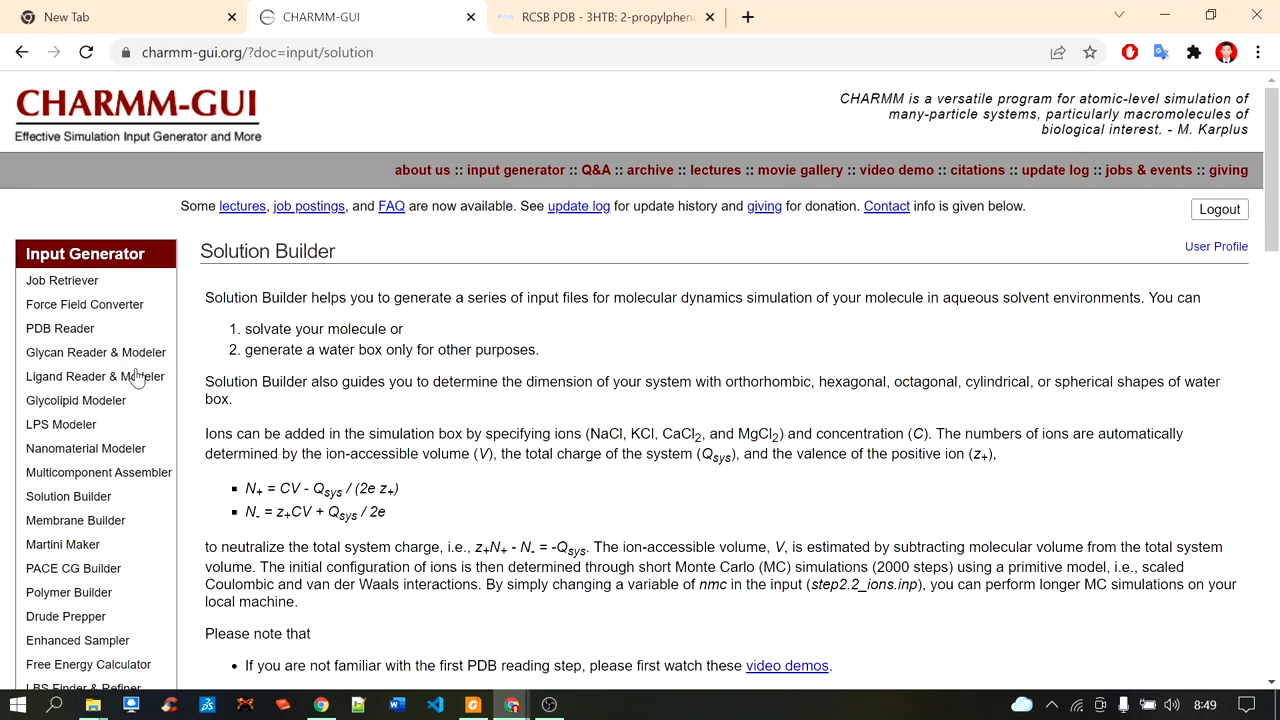 New Tab
CHARMM-GUI
RCSB PDB - 3HTB: 2-propylpheno
charmm-gui.org/?doc=input/solution
CHARMM-GUI
Effective Simulation Input Generator and More
CHARMM is a versatile program for atomic-level simulation of
many-particle systems, particularly macromolecules of
biological interest. - M. Karplus
about us :: input generator :: Q&A :: archive :: lectures :: movie gallery :: video demo :: citations :: update log :: jobs & events :: giving
Some lectures, job postings, and FAQ are now available. See update log for update history and giving for donation. Contact info is given below.
Logout
User Profile
Input Generator
Job Retriever
Force Field Converter
PDB Reader
Glycan Reader & Modeler
Ligand Reader & Modeler
Glycolipid Modeler
LPS Modeler
Nanomaterial Modeler
Multicomponent Assembler
Solution Builder
Membrane Builder
Martini Maker
PACE CG Builder
Polymer Builder
Drude Prepper
Enhanced Sampler
Free Energy Calculator
LBS Finder & Refiner
Solution Builder
Solution Builder helps you to generate a series of input files for molecular dynamics simulation of your molecule in aqueous solvent environments. You can
1. solvate your molecule or
2. generate a water box only for other purposes.
Solution Builder also guides you to determine the dimension of your system with orthorhombic, hexagonal, octagonal, cylindrical, or spherical shapes of water
box.
Ions can be added in the simulation box by specifying ions (NaCl, KCl, CaCl2, and MgCl2) and concentration (C). The numbers of ions are automatically
determined by the ion-accessible volume (V), the total charge of the system (Qsys), and the valence of the positive ion (z+),
▪ N+ = CV - Qsys / (2e z+)
▪ N- = z+CV + Qsys / 2e
to neutralize the total system charge, i.e., z+N+ - N- = -Qsys. The ion-accessible volume, V, is estimated by subtracting molecular volume from the total system
volume. The initial configuration of ions is then determined through short Monte Carlo (MC) simulations (2000 steps) using a primitive model, i.e., scaled
Coulombic and van der Waals interactions. By simply changing a variable of nmc in the input (step2.2_ions.inp), you can perform longer MC simulations on your
local machine.
Please note that
• If you are not familiar with the first PDB reading step, please first watch these video demos.
8:49